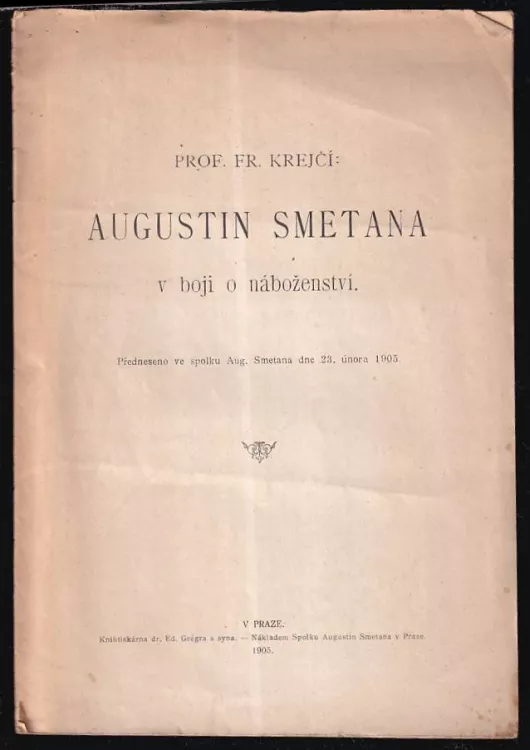 PROF. FR. KREJČÍ:
AUGUSTIN SMETANA
v boji o náboženství.
Předneseno ve spolku Aug. Smetana dne 23. února 1905.
V PRAZE.
Knihtiskárna dr. Ed. Grégra a syna. — Nákladem Spolku Augustin Smetana v Praze.
1905.